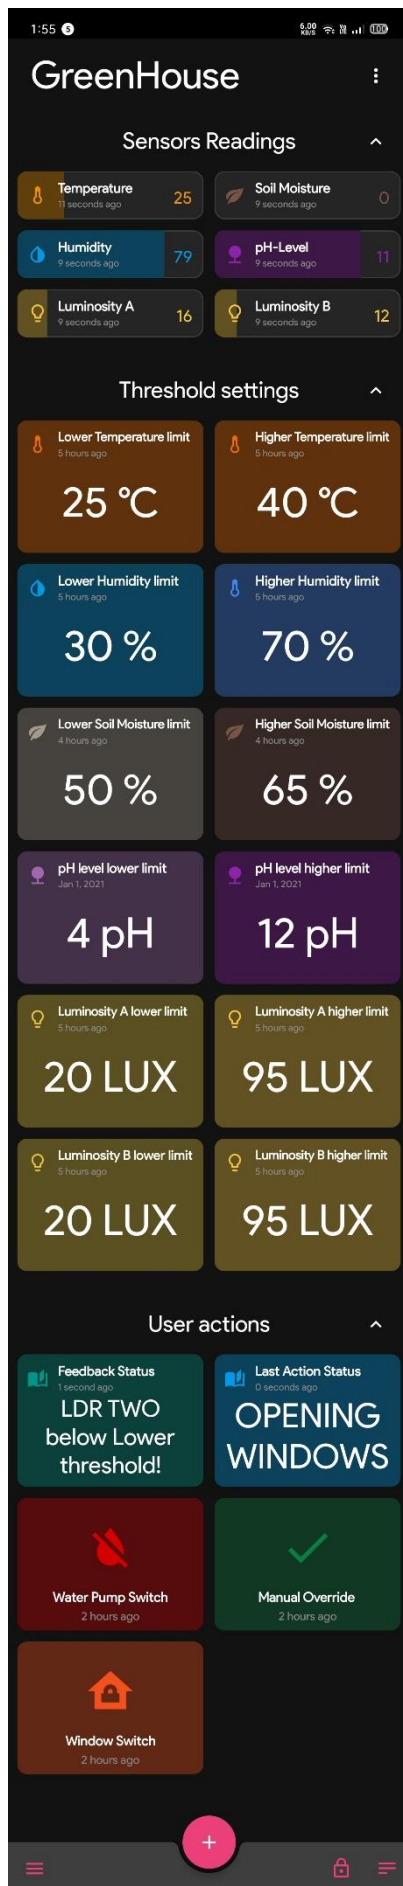 1:55 S 6.00 KB/S 100
GreenHouse
Sensors Readings
Temperature
11 seconds ago
25
Soil Moisture
9 seconds ago
0
Humidity
9 seconds ago
79
pH-Level
9 seconds ago
11
Luminosity A
9 seconds ago
16
Luminosity B
9 seconds ago
12
Threshold settings
Lower Temperature limit
5 hours ago
25 °C
Higher Temperature limit
5 hours ago
40 °C
Lower Humidity limit
5 hours ago
30 %
Higher Humidity limit
5 hours ago
70 %
Lower Soil Moisture limit
4 hours ago
50 %
Higher Soil Moisture limit
4 hours ago
65 %
pH level lower limit
Jan 1, 2021
4 pH
pH level higher limit
Jan 1, 2021
12 pH
Luminosity A lower limit
5 hours ago
20 LUX
Luminosity A higher limit
5 hours ago
95 LUX
Luminosity B lower limit
5 hours ago
20 LUX
Luminosity B higher limit
5 hours ago
95 LUX
User actions
Feedback Status
1 second ago
LDR TWO
below Lower
threshold!
Last Action Status
0 seconds ago
OPENING
WINDOWS
Water Pump Switch
2 hours ago
Manual Override
2 hours ago
Window Switch
2 hours ago